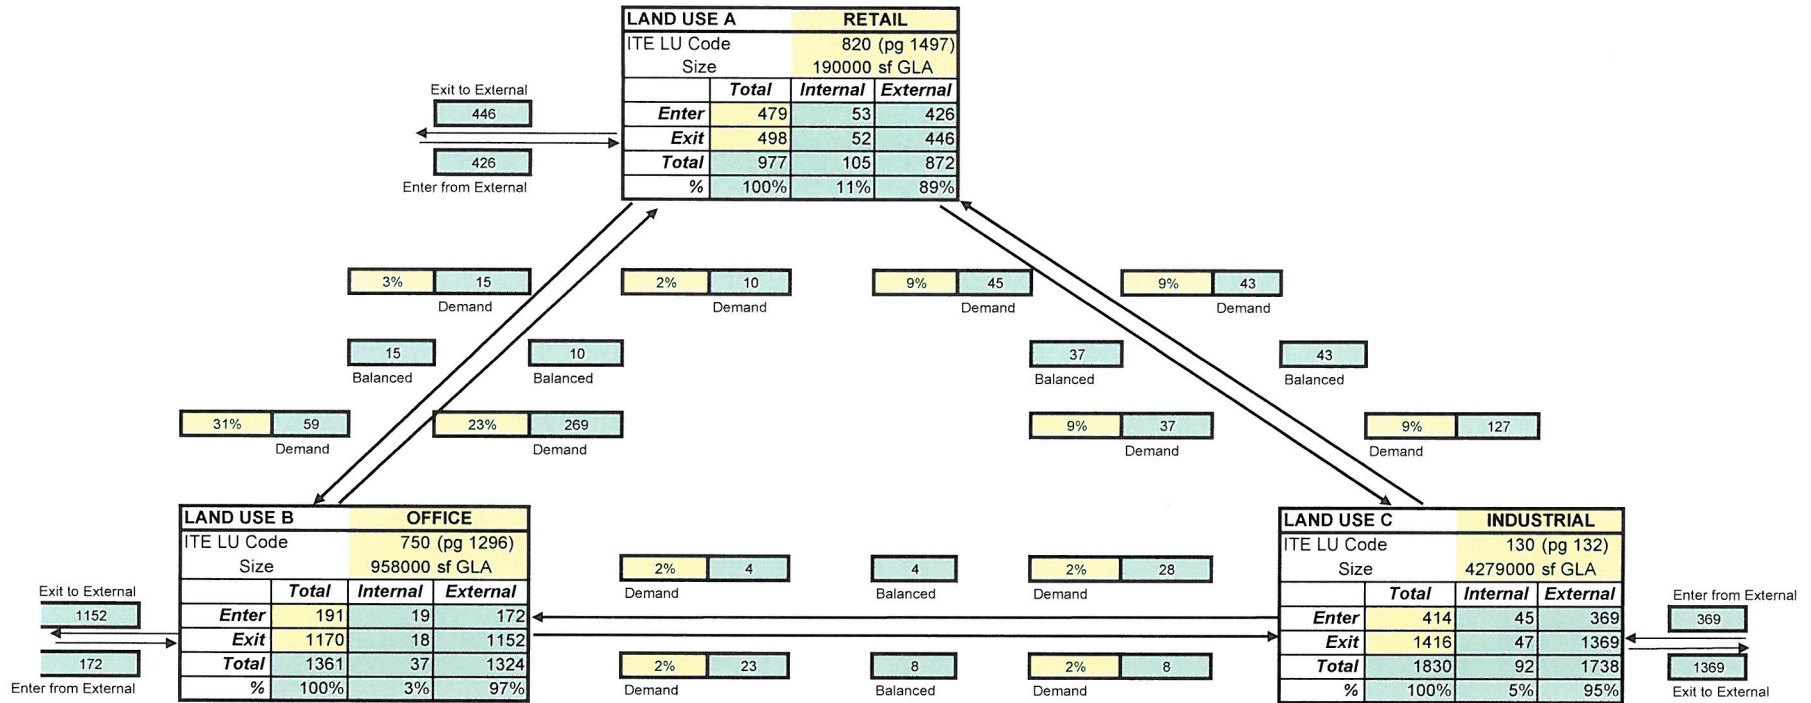 LAND USE A RETAIL
ITE LU Code 820 (pg 1497)
Size 190000 sf GLA
Total Internal External
Enter 479 53 426
Exit 498 52 446
Total 977 105 872
% 100% 11% 89%
Exit to External
446
426
Enter from External
3% 15
Demand
2% 10
Demand
9% 45
Demand
9% 43
Demand
15
Balanced
10
Balanced
37
Balanced
43
Balanced
31% 59
Demand
23% 269
Demand
9% 37
Demand
9% 127
Demand
LAND USE B OFFICE
ITE LU Code 750 (pg 1296)
Size 958000 sf GLA
Total Internal External
Enter 191 19 172
Exit 1170 18 1152
Total 1361 37 1324
% 100% 3% 97%
Exit to External
1152
172
Enter from External
2% 4
Demand
4
Balanced
2% 28
Demand
2% 23
Demand
8
Balanced
2% 8
Demand
LAND USE C INDUSTRIAL
ITE LU Code 130 (pg 132)
Size 4279000 sf GLA
Total Internal External
Enter 414 45 369
Exit 1416 47 1369
Total 1830 92 1738
% 100% 5% 95%
Enter from External
369
1369
Exit to External